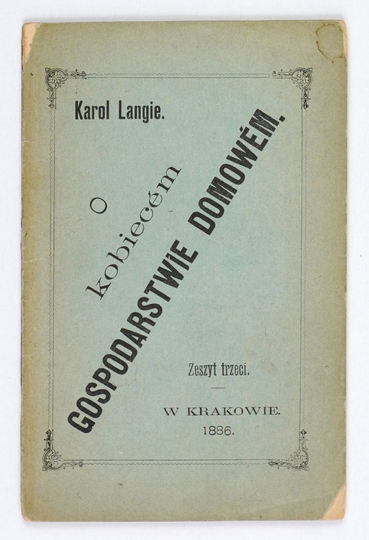 Karol Langie.
O
kobiecém
GOSPODARSTWIE DOMOWÉM.
Zeszyt trzeci.
W KRAKOWIE.
1886.